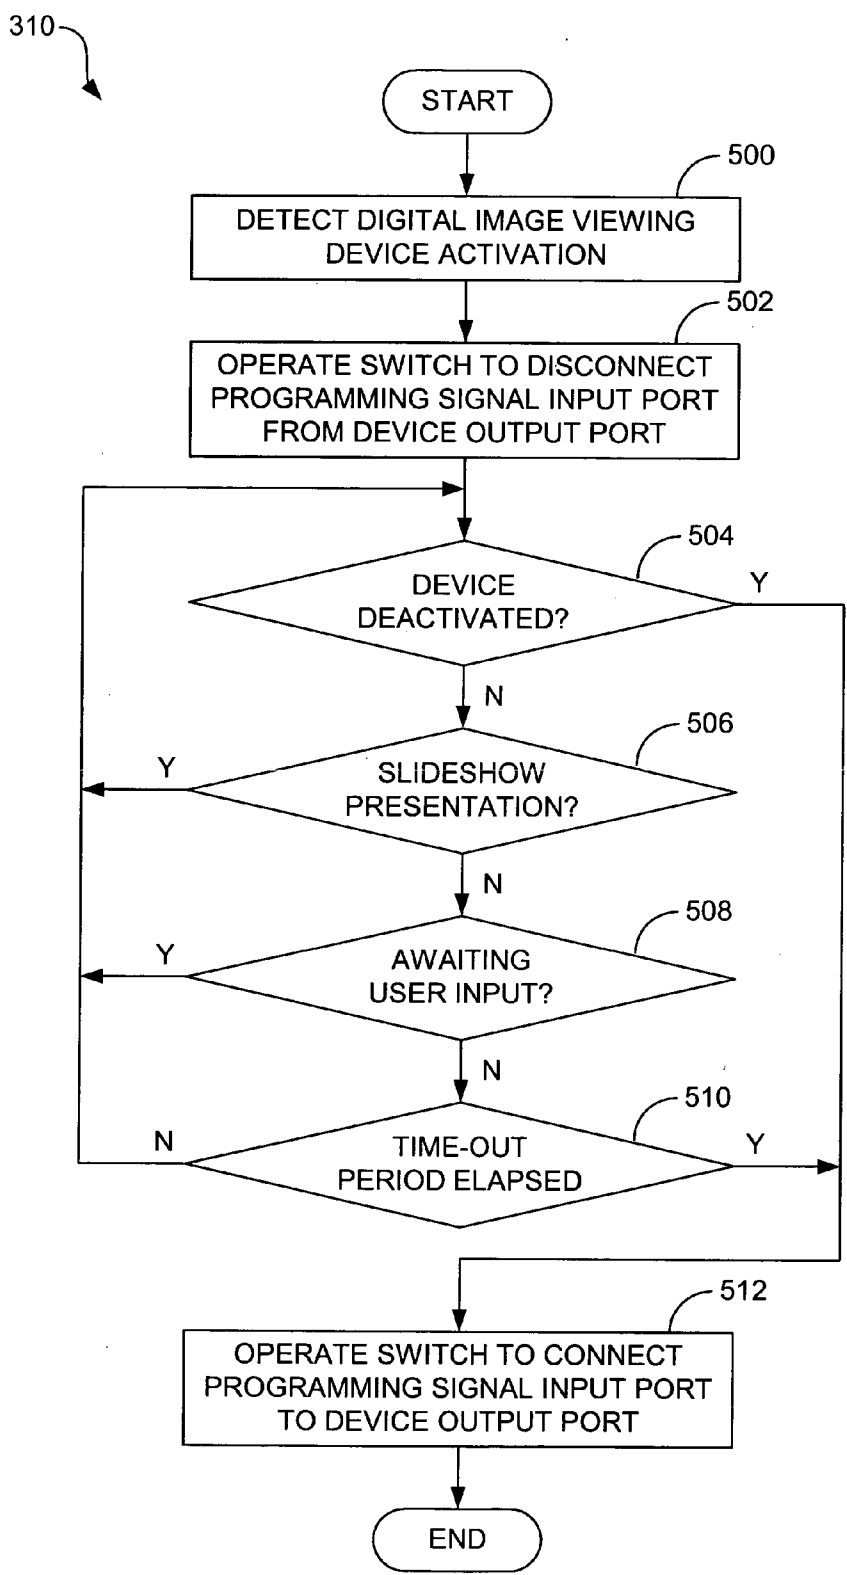 310
START
500
DETECT DIGITAL IMAGE VIEWING
DEVICE ACTIVATION
502
OPERATE SWITCH TO DISCONNECT
PROGRAMMING SIGNAL INPUT PORT
FROM DEVICE OUTPUT PORT
504
DEVICE
DEACTIVATED?
Y
N
506
SLIDESHOW
PRESENTATION?
Y
N
508
AWAITING
USER INPUT?
Y
N
510
TIME-OUT
PERIOD ELAPSED
N
Y
512
OPERATE SWITCH TO CONNECT
PROGRAMMING SIGNAL INPUT PORT
TO DEVICE OUTPUT PORT
END